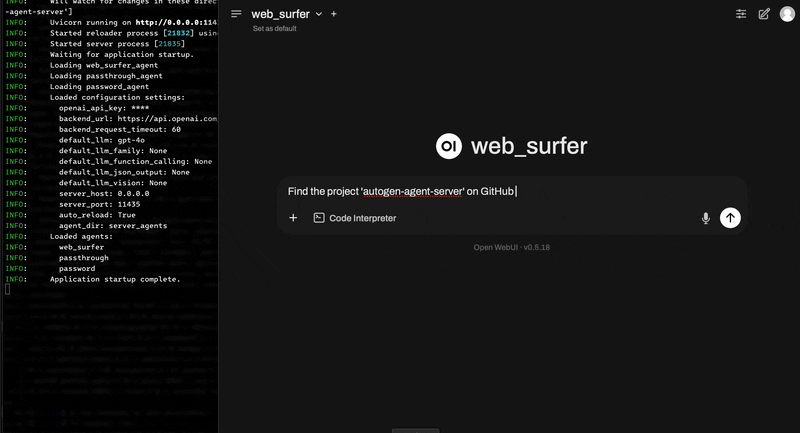 INFO:     Will watch for changes in these direc
-agent-server']
INFO:     Uvicorn running on http://0.0.0.0:114
INFO:     Started reloader process [21832] usin
INFO:     Started server process [21835]
INFO:     Waiting for application startup.
INFO:     Loading web_surfer_agent
INFO:     Loading passthrough_agent
INFO:     Loading password_agent
INFO:     Loaded configuration settings:
INFO:       openai_api_key: ****
INFO:       backend_url: https://api.openai.com
INFO:       backend_request_timeout: 60
INFO:       default_llm: gpt-4o
INFO:       default_llm_family: None
INFO:       default_llm_function_calling: None
INFO:       default_llm_json_output: None
INFO:       default_llm_vision: None
INFO:       server_host: 0.0.0.0
INFO:       server_port: 11435
INFO:       auto_reload: True
INFO:       agent_dir: server_agents
INFO:     Loaded agents:
INFO:       web_surfer
INFO:       passthrough
INFO:       password
INFO:     Application startup complete.
web_surfer
Set as default
OI web_surfer
Find the project 'autogen-agent-server' on GitHub
Code Interpreter
Open WebUI · v0.5.18